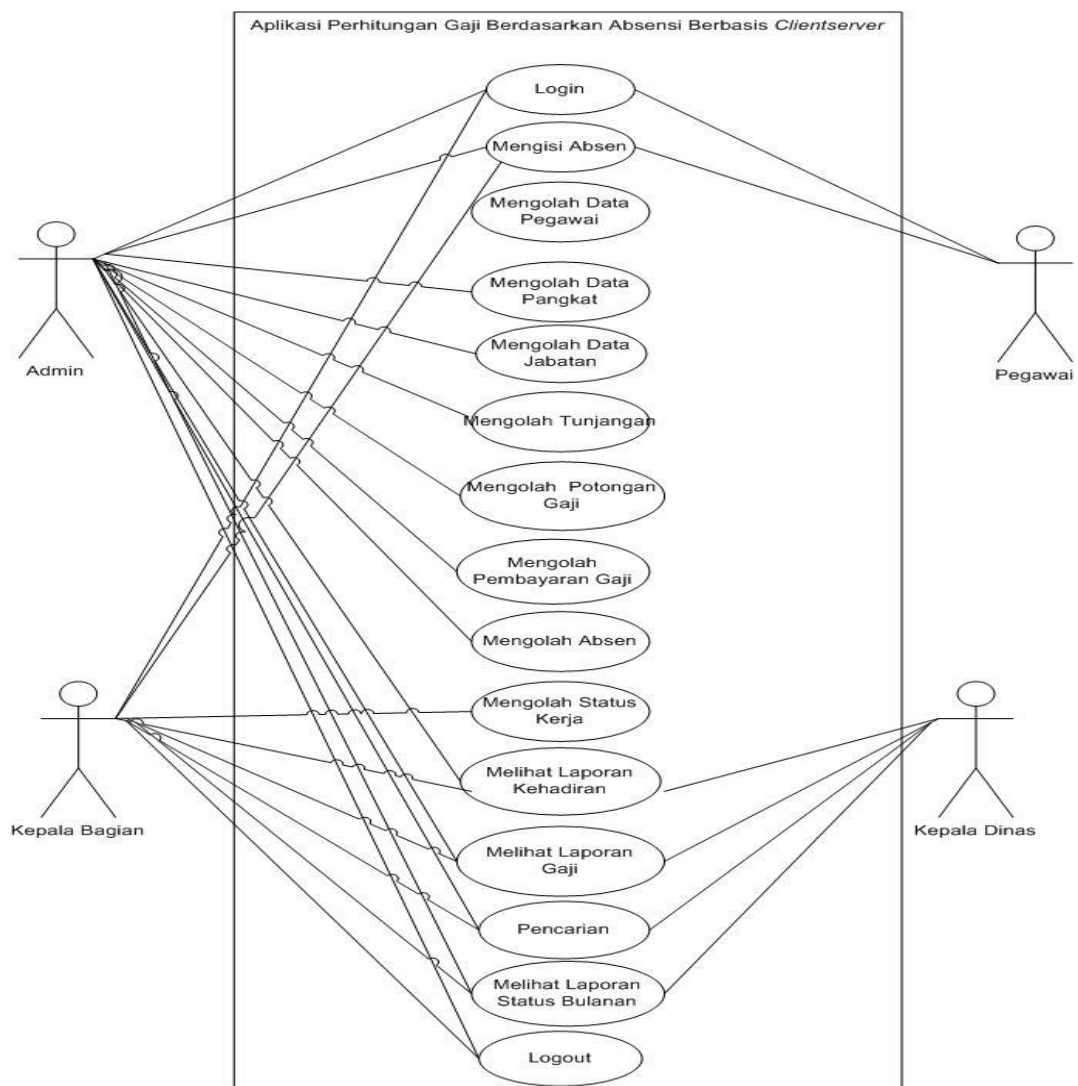 Aplikasi Perhitungan Gaji Berdasarkan Absensi Berbasis Clientserver
Login
Mengisi Absen
Mengolah Data
Pegawai
Mengolah Data
Pangkat
Mengolah Data
Jabatan
Admin
Pegawai
Mengolah Tunjangan
Mengolah Potongan
Gaji
Mengolah
Pembayaran Gaji
Mengolah Absen
Mengolah Status
Kerja
Melihat Laporan
Kehadiran
Kepala Bagian
Kepala Dinas
Melihat Laporan
Gaji
Pencarian
Melihat Laporan
Status Bulanan
Logout